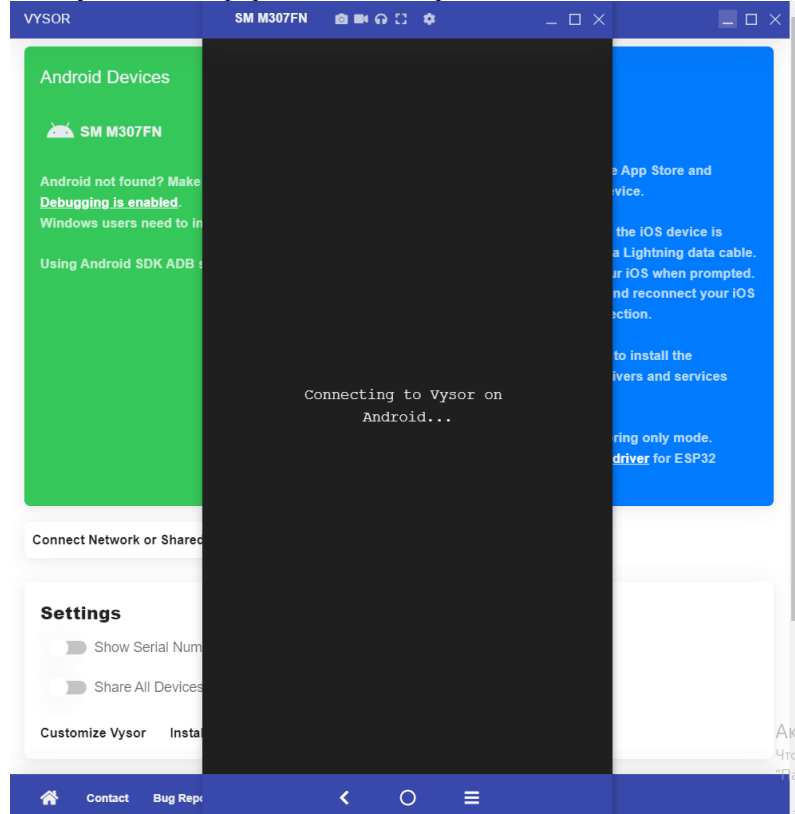 VYSOR
SM M307FN
Android Devices
SM M307FN
Android not found? Make
Debugging is enabled.
Windows users need to in
Using Android SDK ADB s
Connecting to Vysor on
Android...
e App Store and
vice.
the iOS device is
a Lightning data cable.
ur iOS when prompted.
nd reconnect your iOS
ection.
to install the
ivers and services
ring only mode.
driver for ESP32
Connect Network or Shared
Settings
Show Serial Num
Share All Devices
Customize Vysor Instal
Ак
Что
"Па
Contact Bug Repo